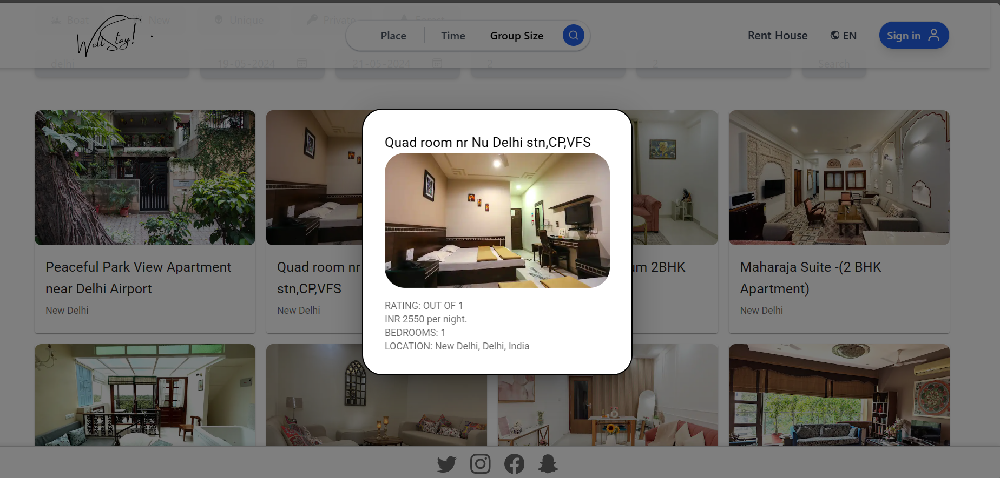 Boat
New
Unique
Private
Forest
Well Stay!
Place
Time
Group Size
Rent House
EN
Sign in
delhi
19-05-2024
21-05-2024
2
2
Search
Quad room nr Nu Delhi stn,CP,VFS
RATING: OUT OF 1
INR 2550 per night.
BEDROOMS: 1
LOCATION: New Delhi, Delhi, India
Peaceful Park View Apartment
near Delhi Airport
New Delhi
Quad room nr
stn,CP,VFS
New Delhi
2BHK
Maharaja Suite -(2 BHK
Apartment)
New Delhi